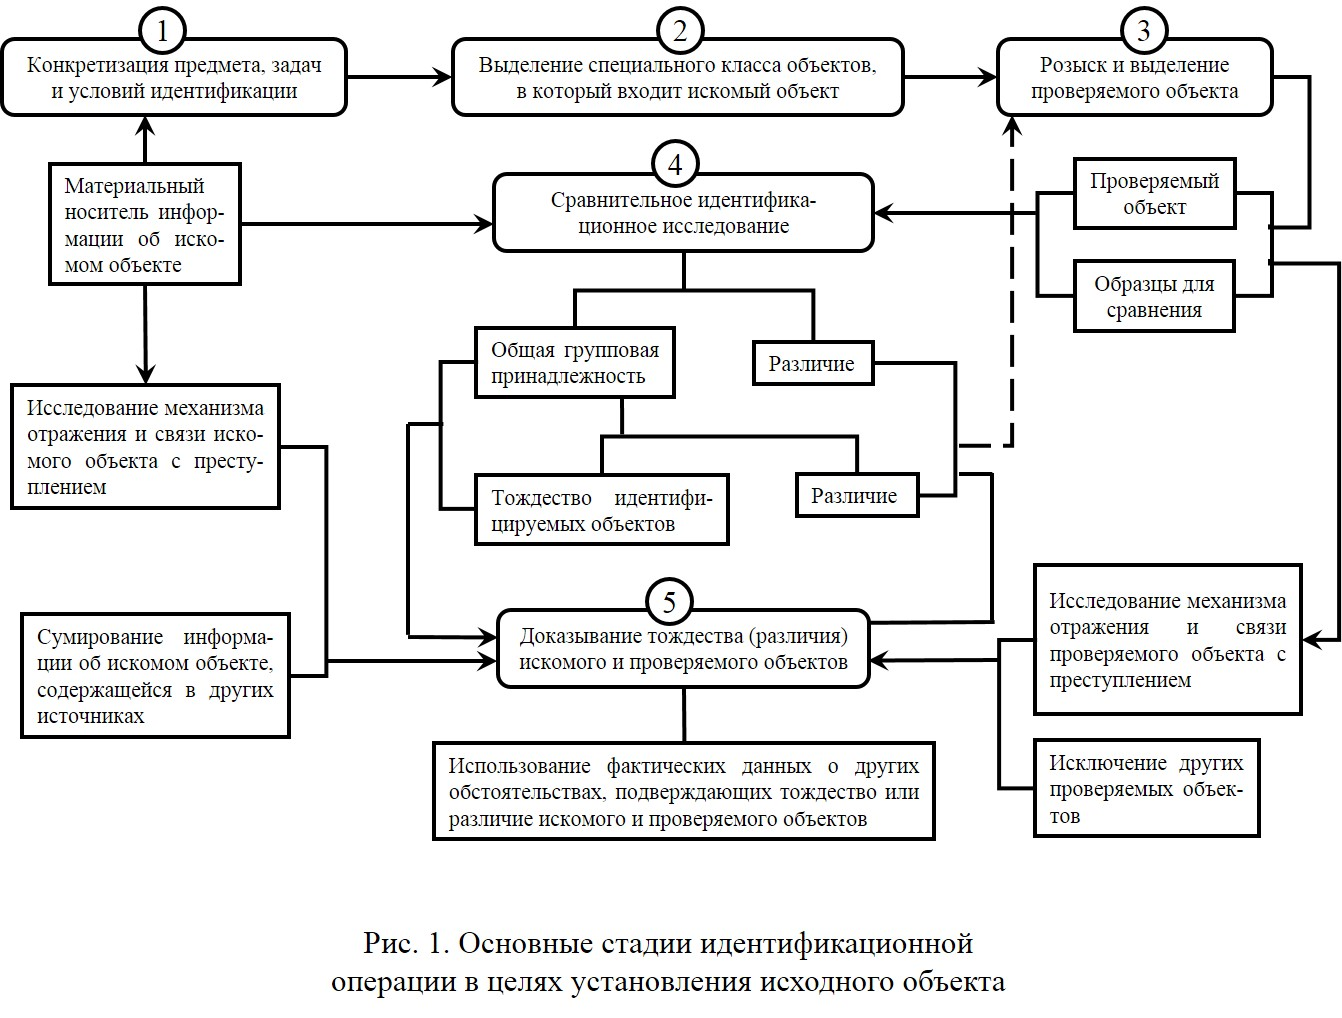 1
Конкретизация предмета, задач
и условий идентификации
2
Выделение специального класса объектов,
в который входит искомый объект
3
Розыск и выделение
проверяемого объекта
Материальный
носитель инфор-
мации об иско-
мом объекте
4
Сравнительное идентифика-
ционное исследование
Проверяемый
объект
Образцы для
сравнения
Общая групповая
принадлежность
Различие
Исследование механизма
отражения и связи иско-
мого объекта с престу-
плением
Тождество идентифи-
цируемых объектов
Различие
5
Доказывание тождества (различия)
искомого и проверяемого объектов
Сумирование информа-
ции об искомом объекте,
содержащейся в других
источниках
Исследование механизма
отражения и связи
проверяемого объекта с
преступлением
Использование фактических данных о других
обстоятельствах, подверждающих тождество или
различие искомого и проверяемого объектов
Исключение других
проверяемых объек-
тов
Рис. 1. Основные стадии идентификационной
операции в целях установления исходного объекта